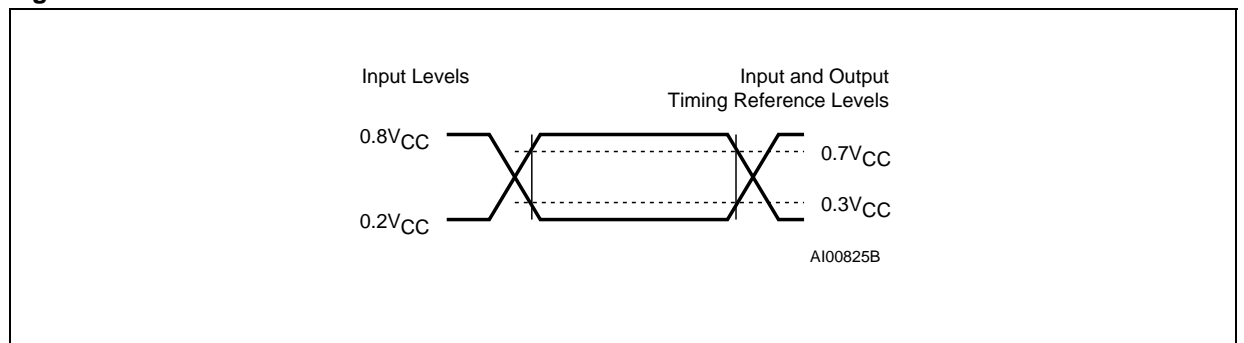 Input Levels
Input and Output
Timing Reference Levels
0.8VCC
0.7VCC
0.3VCC
0.2VCC
AI00825B